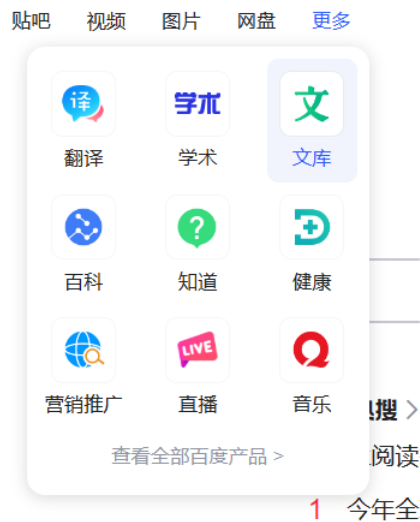 贴吧 视频 图片 网盘 更多
译 学术 文
翻译 学术 文库
?
百科 知道 健康
LIVE
营销推广 直播 音乐
搜 >
查看全部百度产品 >
阅读
1 今年全